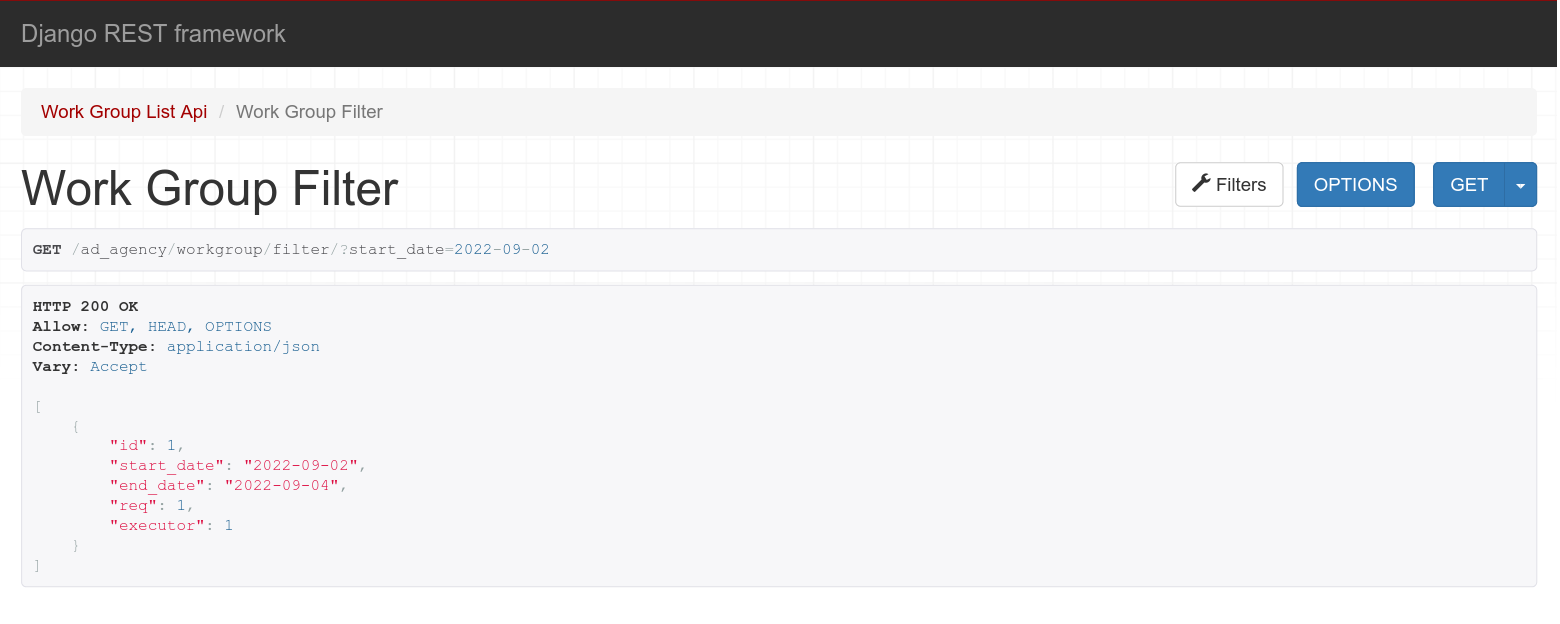 Django REST framework
Work Group List Api / Work Group Filter
Work Group Filter
Filters
OPTIONS
GET
GET /ad_agency/workgroup/filter/?start_date=2022-09-02
HTTP 200 OK
Allow: GET, HEAD, OPTIONS
Content-Type: application/json
Vary: Accept
[
    {
        "id": 1,
        "start_date": "2022-09-02",
        "end_date": "2022-09-04",
        "req": 1,
        "executor": 1
    }
]